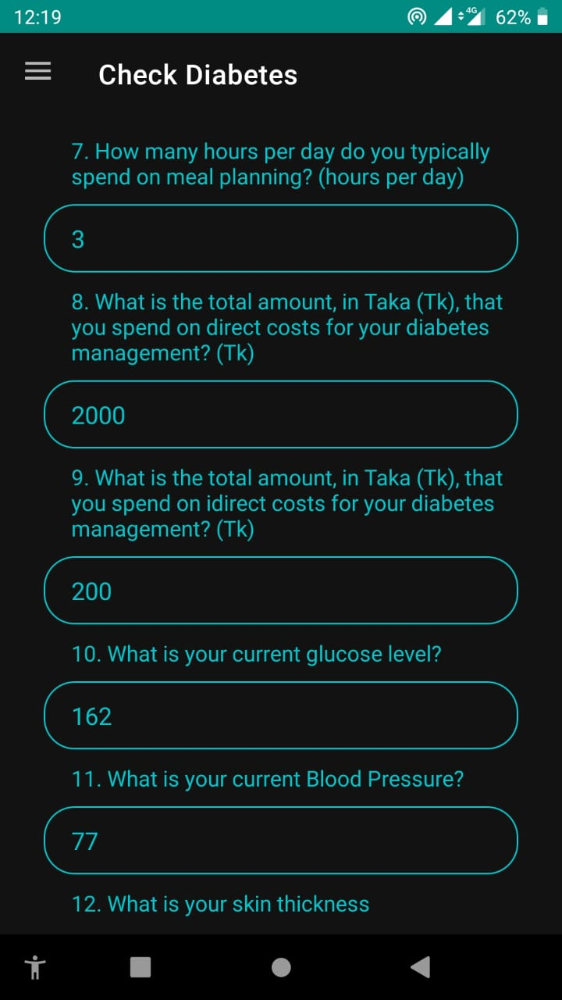 12:19
4G 62%
Check Diabetes
7. How many hours per day do you typically
spend on meal planning? (hours per day)
3
8. What is the total amount, in Taka (Tk), that
you spend on direct costs for your diabetes
management? (Tk)
2000
9. What is the total amount, in Taka (Tk), that
you spend on idirect costs for your diabetes
management? (Tk)
200
10. What is your current glucose level?
162
11. What is your current Blood Pressure?
77
12. What is your skin thickness